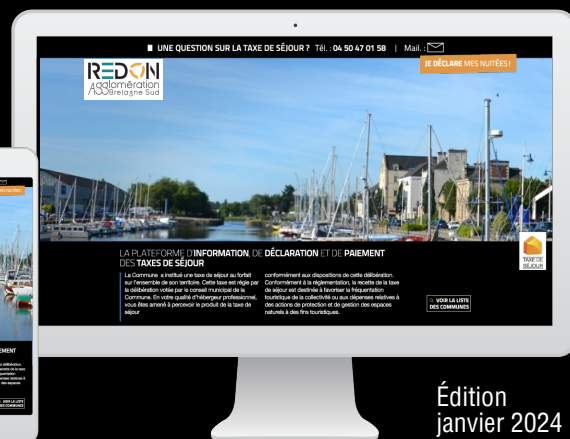 UNE QUESTION SUR LA TAXE DE SÉJOUR ? Tél. : 04 50 47 01 58 | Mail. :
REDON
Agglomération
Bretagne Sud
JE DÉCLARE MES NUITÉES !
LA PLATEFORME D'INFORMATION, DE DÉCLARATION ET DE PAIEMENT
DES TAXES DE SÉJOUR
La Commune a institué une taxe de séjour au forfait
sur l'ensemble de son territoire. Cette taxe est régie par
la délibération votée par le conseil municipal de la
Commune. En votre qualité d'hébergeur professionnel,
vous êtes amené à percevoir le produit de la taxe de
séjour
conformément aux dispositions de cette délibération.
Conformément à la réglementation, la recette de la taxe
de séjour est destinée à favoriser la fréquentation
touristique de la collectivité ou aux dépenses relatives à
des actions de protection et de gestion des espaces
naturels à des fins touristiques.
VOIR LA LISTE
DES COMMUNES
TAXE DE
SÉJOUR
Édition
janvier 2024